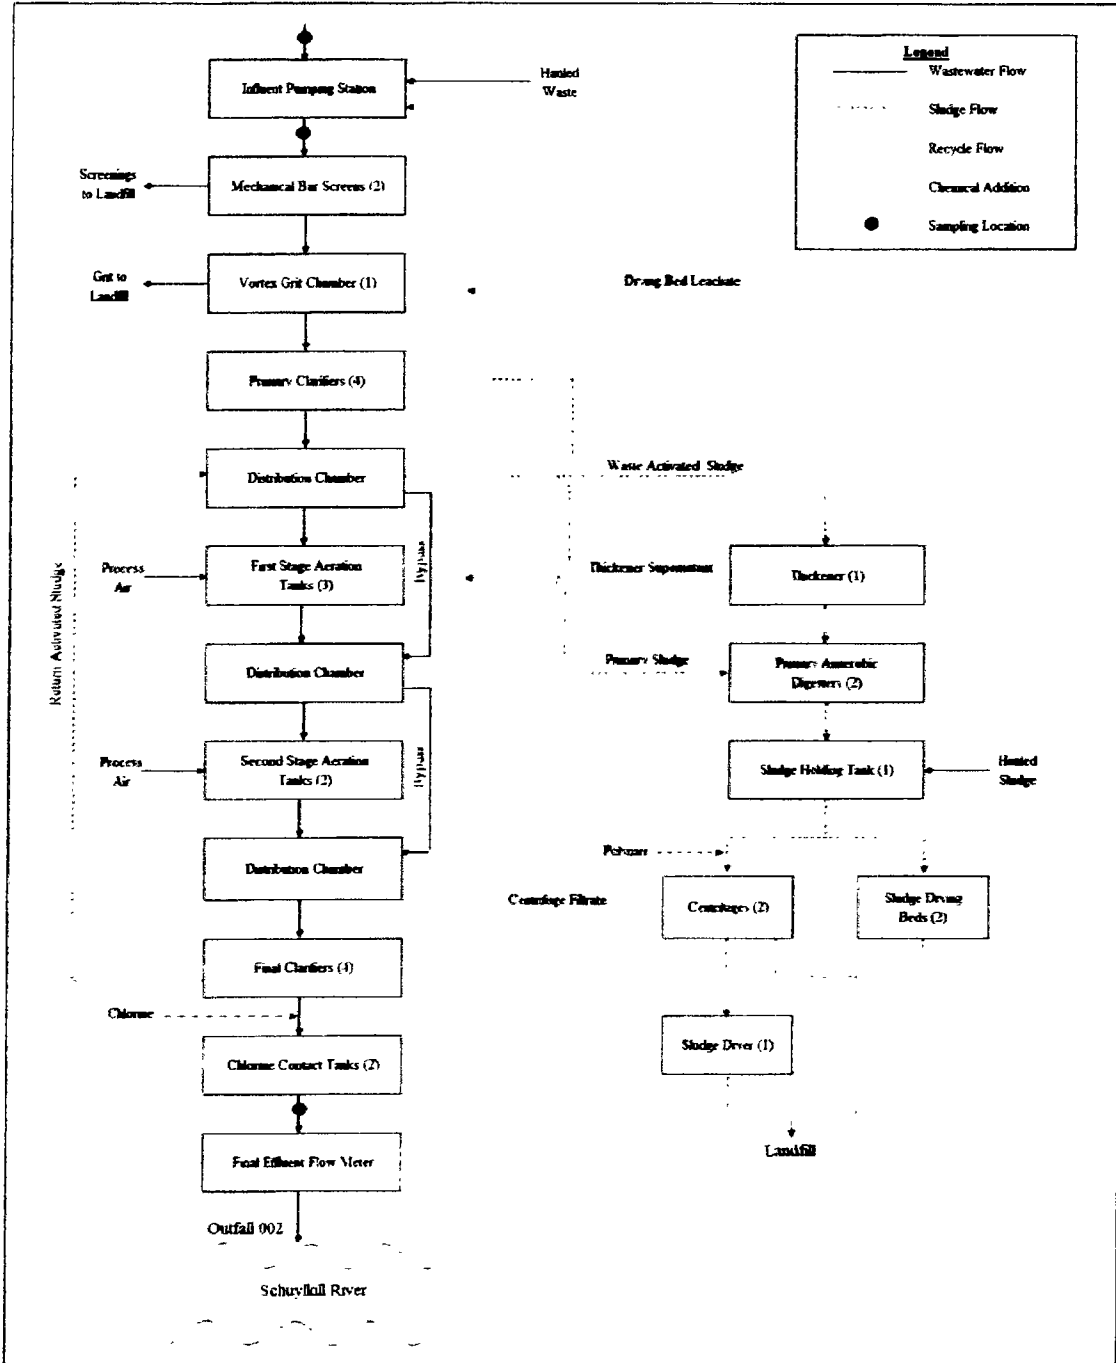 Legend
Wastewater Flow
Sludge Flow
Recycle Flow
Chemical Addition
Sampling Location
Influent Pumping Station
Hauled
Waste
Mechanical Bar Screens (2)
Screenings
to Landfill
Vortex Grit Chamber (1)
Grit to
Landfill
Drying Bed Leachate
Primary Clarifiers (4)
Distribution Chamber
Waste Activated Sludge
Bypass
Return Activated Sludge
Process
Air
First Stage Aeration
Tanks (3)
Thickener Supernatant
Thickener (1)
Distribution Chamber
Primary Sludge
Primary Anaerobic
Digesters (2)
Process
Air
Second Stage Aeration
Tanks (2)
Bypass
Sludge Holding Tank (1)
Hauled
Sludge
Distribution Chamber
Polymer
Centrifuge Filtrate
Centrifuges (2)
Sludge Drying
Beds (2)
Final Clarifiers (4)
Chlorine
Chlorine Contact Tanks (2)
Sludge Dryer (1)
Final Effluent Flow Meter
Landfill
Outfall 002
Schuylkill River